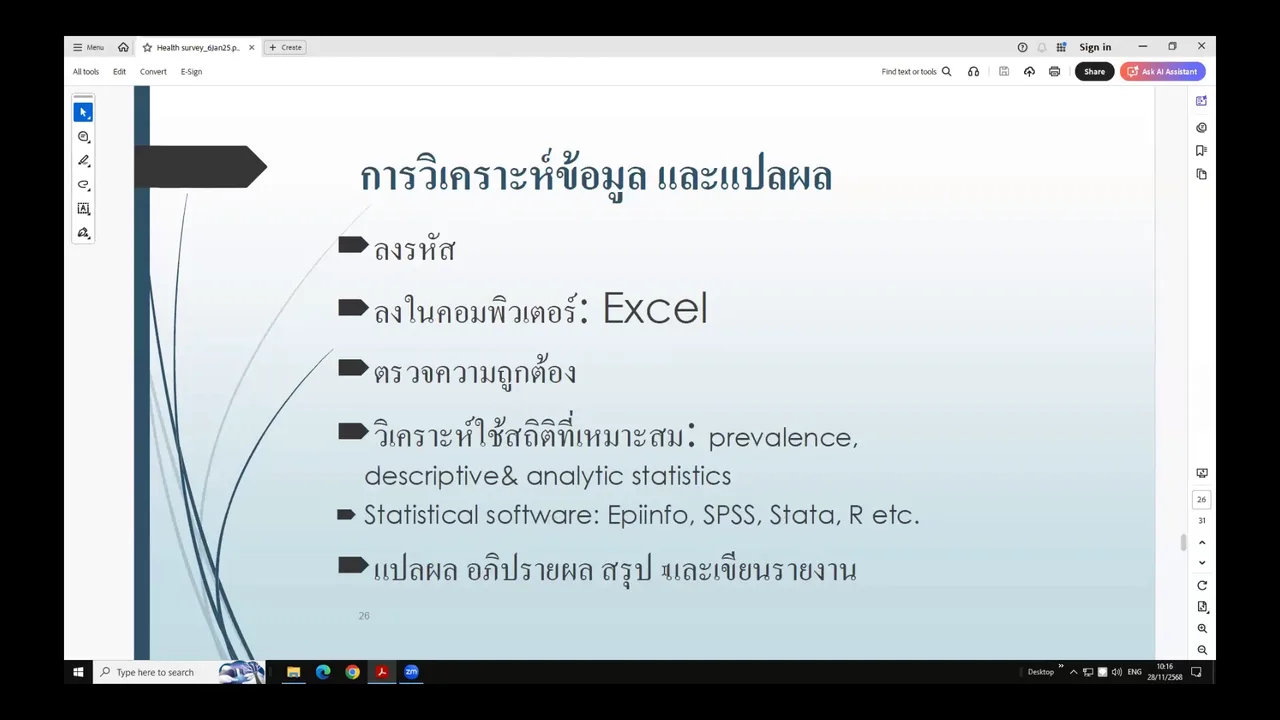 Menu
Health survey_6Jan25.p...
Create
Sign in
All tools
Edit
Convert
E-Sign
Find text or tools
Share
Ask AI Assistant
การวิเคราะห์ข้อมูล และแปลผล
ลงรหัส
ลงในคอมพิวเตอร์: Excel
ตรวจความถูกต้อง
วิเคราะห์ใช้สถิติที่เหมาะสม: prevalence,
descriptive& analytic statistics
Statistical software: Epiinfo, SPSS, Stata, R etc.
แปลผล อภิปรายผล สรุป และเขียนรายงาน
26
26
31
Type here to search
zm
Desktop
ENG
10:16
28/11/2568